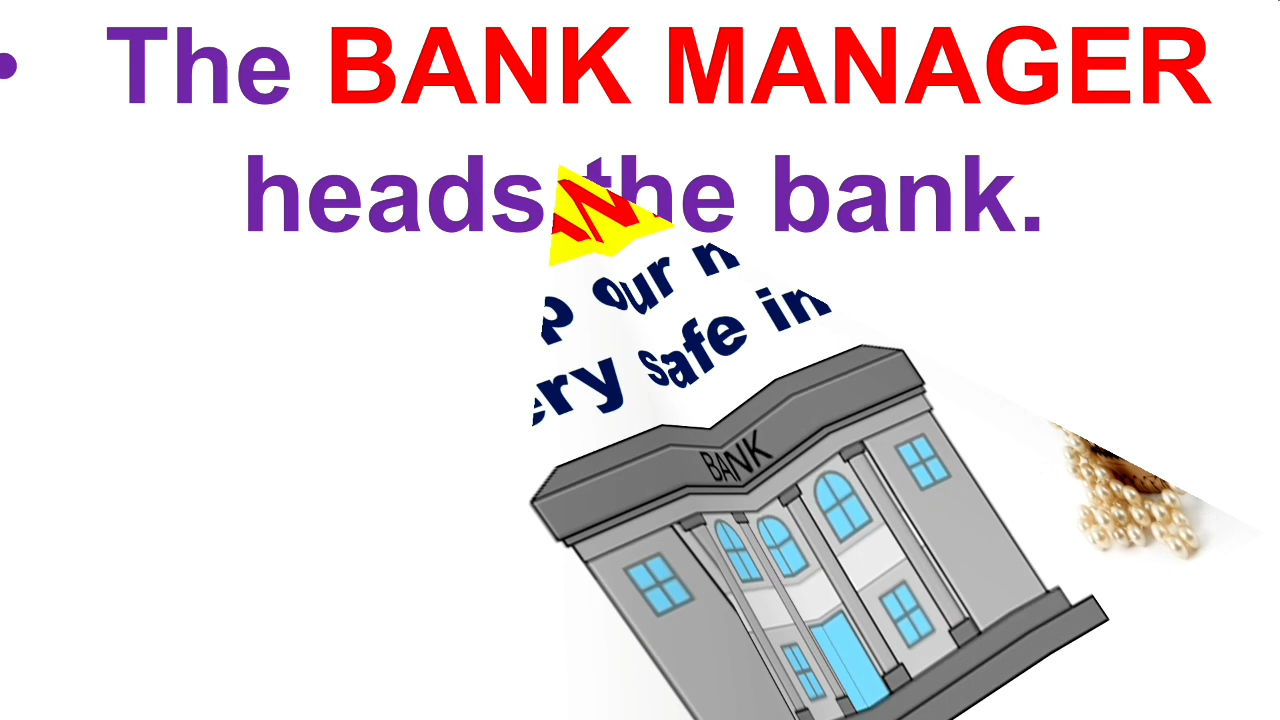 • The BANK MANAGER
heads the bank.
our
safe in
BANK